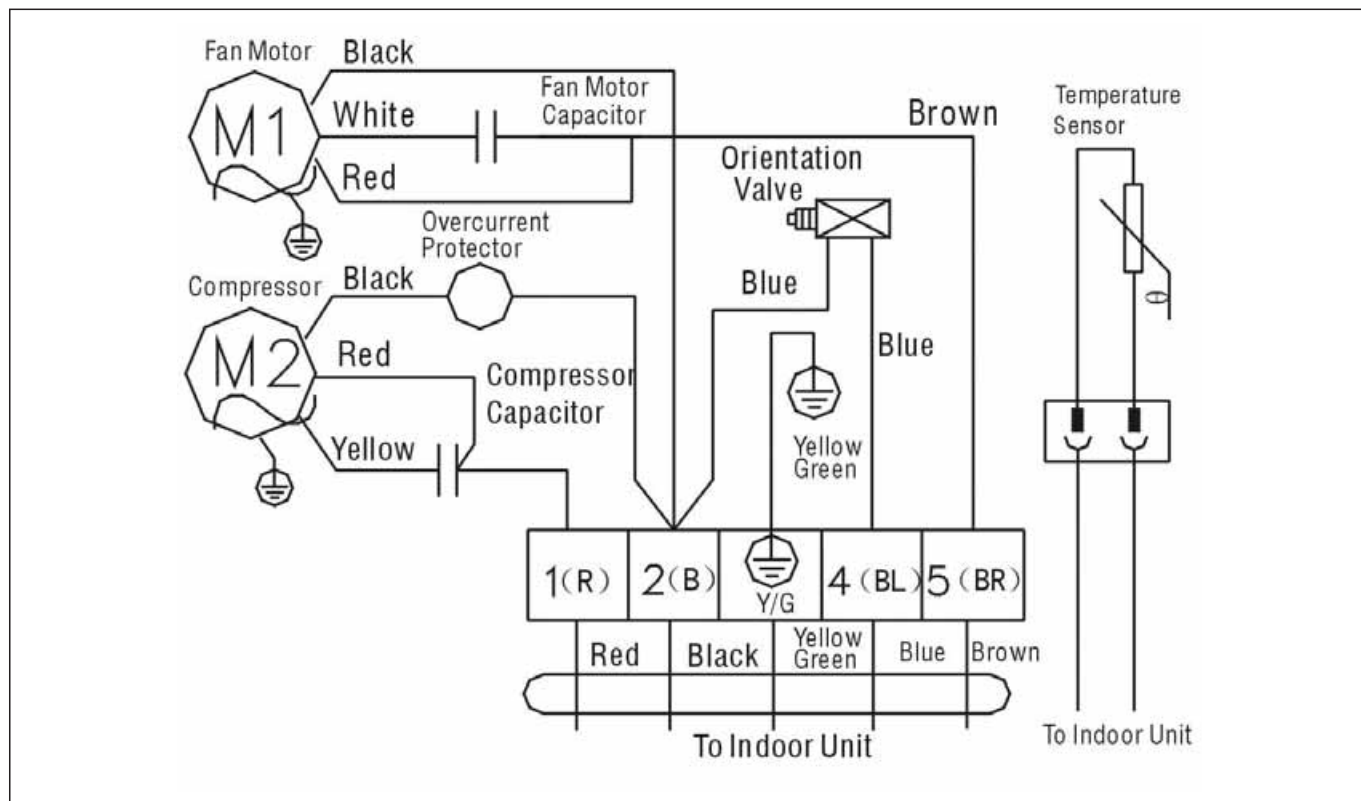 Fan Motor
Black
Fan Motor
Capacitor
White
Brown
M1
Red
Orientation
Valve
Temperature
Sensor
Overcurrent
Protector
Compressor
Black
Blue
θ
M2
Red
Blue
Compressor
Capacitor
Yellow
Yellow
Green
1(R)
2(B)
Y/G
4(BL)
5(BR)
Red
Black
Yellow
Green
Blue
Brown
To Indoor Unit
To Indoor Unit